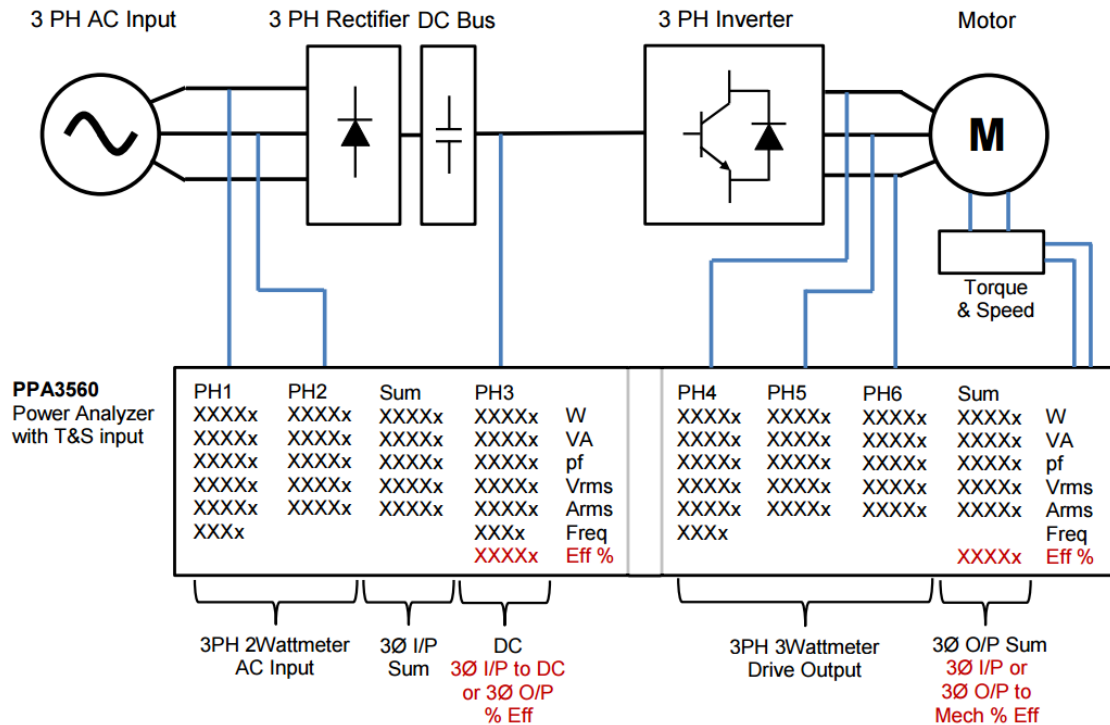 3 PH AC Input
3 PH Rectifier
DC Bus
3 PH Inverter
Motor
M
Torque
& Speed
PPA3560
Power Analyzer
with T&S input
PH1 PH2 Sum PH3
XXXXx XXXXx XXXXx XXXXx W
XXXXx XXXXx XXXXx XXXXx VA
XXXXx XXXXx XXXXx XXXXx pf
XXXXx XXXXx XXXXx XXXXx Vrms
XXXXx XXXXx XXXXx XXXXx Arms
XXXx XXXx Freq
XXXXx Eff %
PH4 PH5 PH6 Sum
XXXXx XXXXx XXXXx XXXXx W
XXXXx XXXXx XXXXx XXXXx VA
XXXXx XXXXx XXXXx XXXXx pf
XXXXx XXXXx XXXXx XXXXx Vrms
XXXXx XXXXx XXXXx XXXXx Arms
XXXx Freq
XXXXx Eff %
3PH 2Wattmeter
AC Input
3Ø I/P
Sum
DC
3Ø I/P to DC
or 3Ø O/P
% Eff
3PH 3Wattmeter
Drive Output
3Ø O/P Sum
3Ø I/P or
3Ø O/P to
Mech % Eff